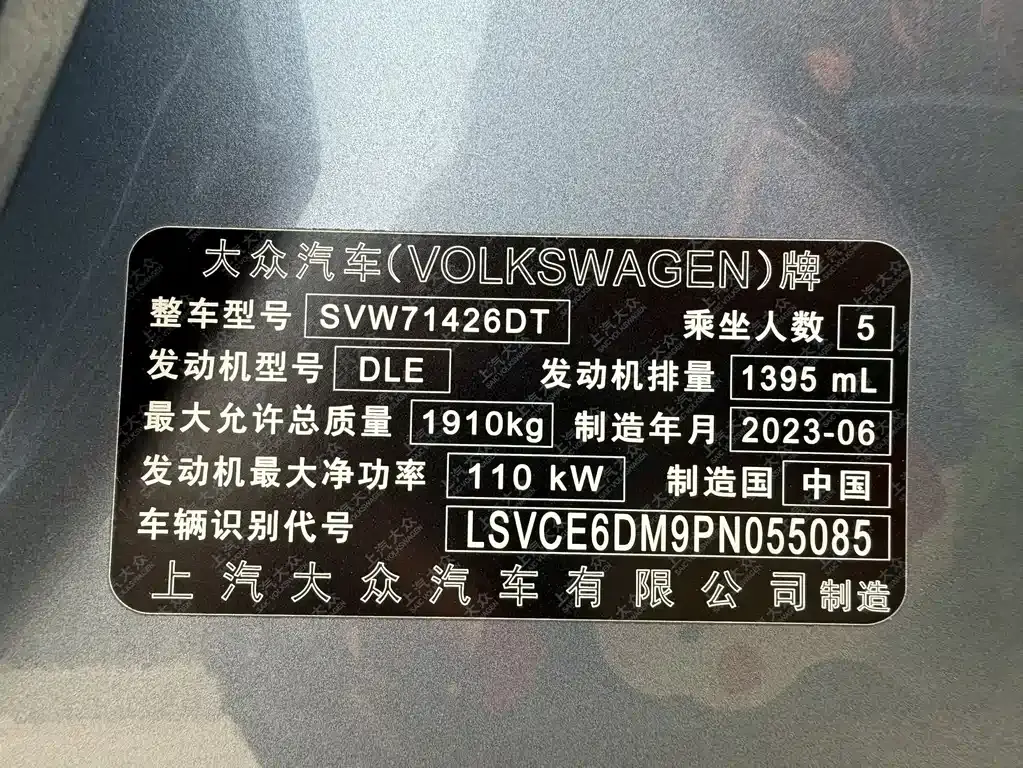 大众汽车(VOLKSWAGEN)牌
整车型号 SVW71426DT 乘坐人数 5
发动机型号 DLE 发动机排量 1395 mL
最大允许总质量 1910kg 制造年月 2023-06
发动机最大净功率 110 kW 制造国 中国
车辆识别代号 LSVCE6DM9PN055085
上汽大众汽车有限公司制造